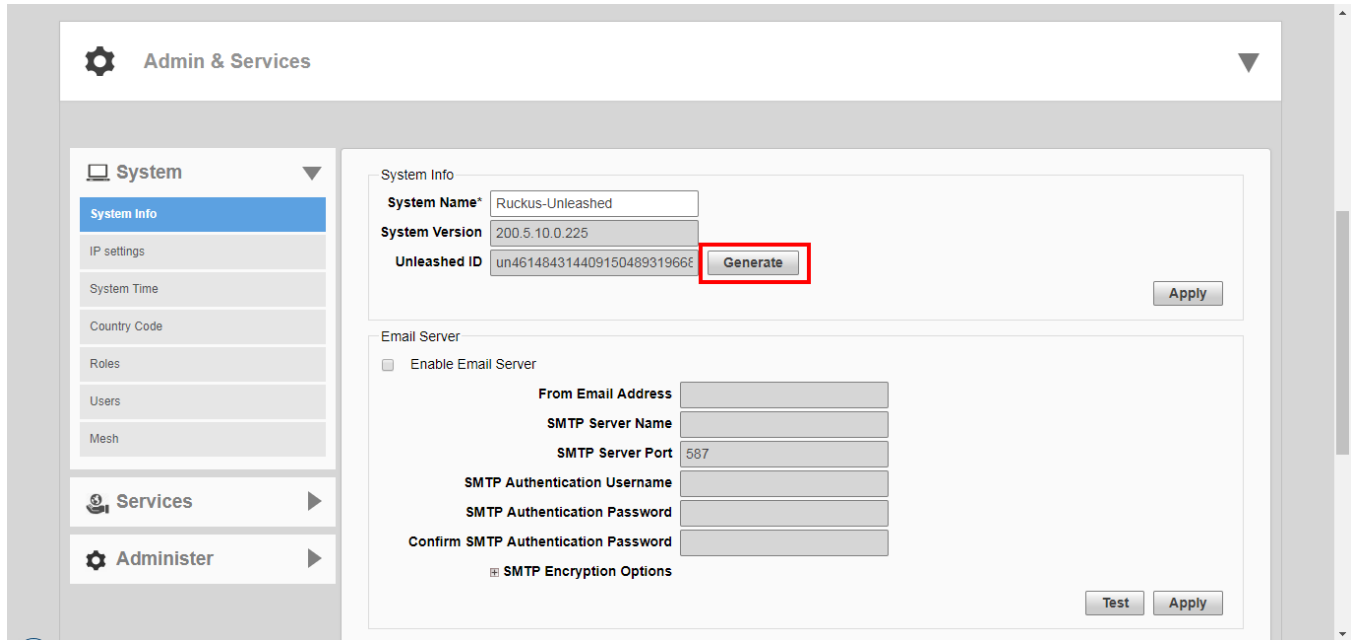 Admin & Services
System
System Info
IP settings
System Time
Country Code
Roles
Users
Mesh
Services
Administer
System Info
System Name* Ruckus-Unleashed
System Version 200.5.10.0.225
Unleashed ID un461484314409150489319668 Generate
Apply
Email Server
Enable Email Server
From Email Address
SMTP Server Name
SMTP Server Port 587
SMTP Authentication Username
SMTP Authentication Password
Confirm SMTP Authentication Password
SMTP Encryption Options
Test Apply